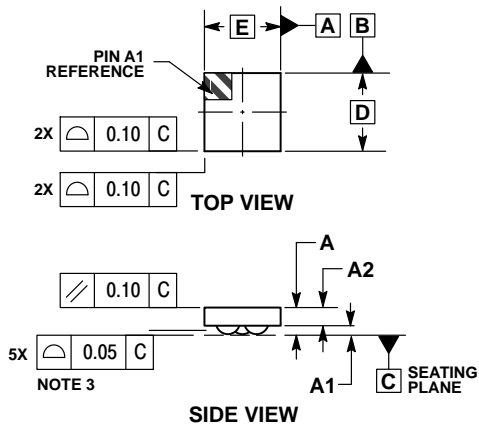 E
A
B
PIN A1
REFERENCE
D
2X ⌓ 0.10 C
2X ⌓ 0.10 C
TOP VIEW
A
A2
⫽ 0.10 C
5X ⌓ 0.05 C
NOTE 3
A1
C SEATING
PLANE
SIDE VIEW